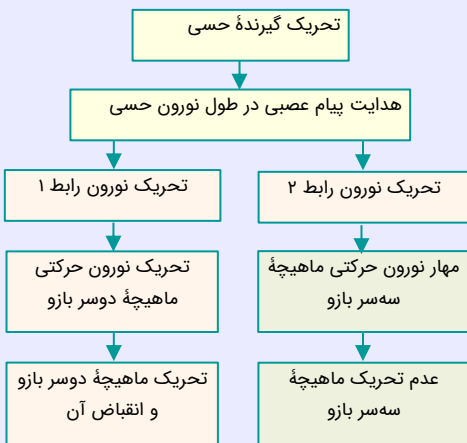 تحریک گیرندهٔ حسی
هدایت پیام عصبی در طول نورون حسی
تحریک نورون رابط ۲
تحریک نورون رابط ۱
مهار نورون حرکتی ماهیچهٔ
سه‌سر بازو
تحریک نورون حرکتی
ماهیچهٔ دوسر بازو
عدم تحریک ماهیچهٔ
سه‌سر بازو
تحریک ماهیچهٔ دوسر بازو
و انقباض آن